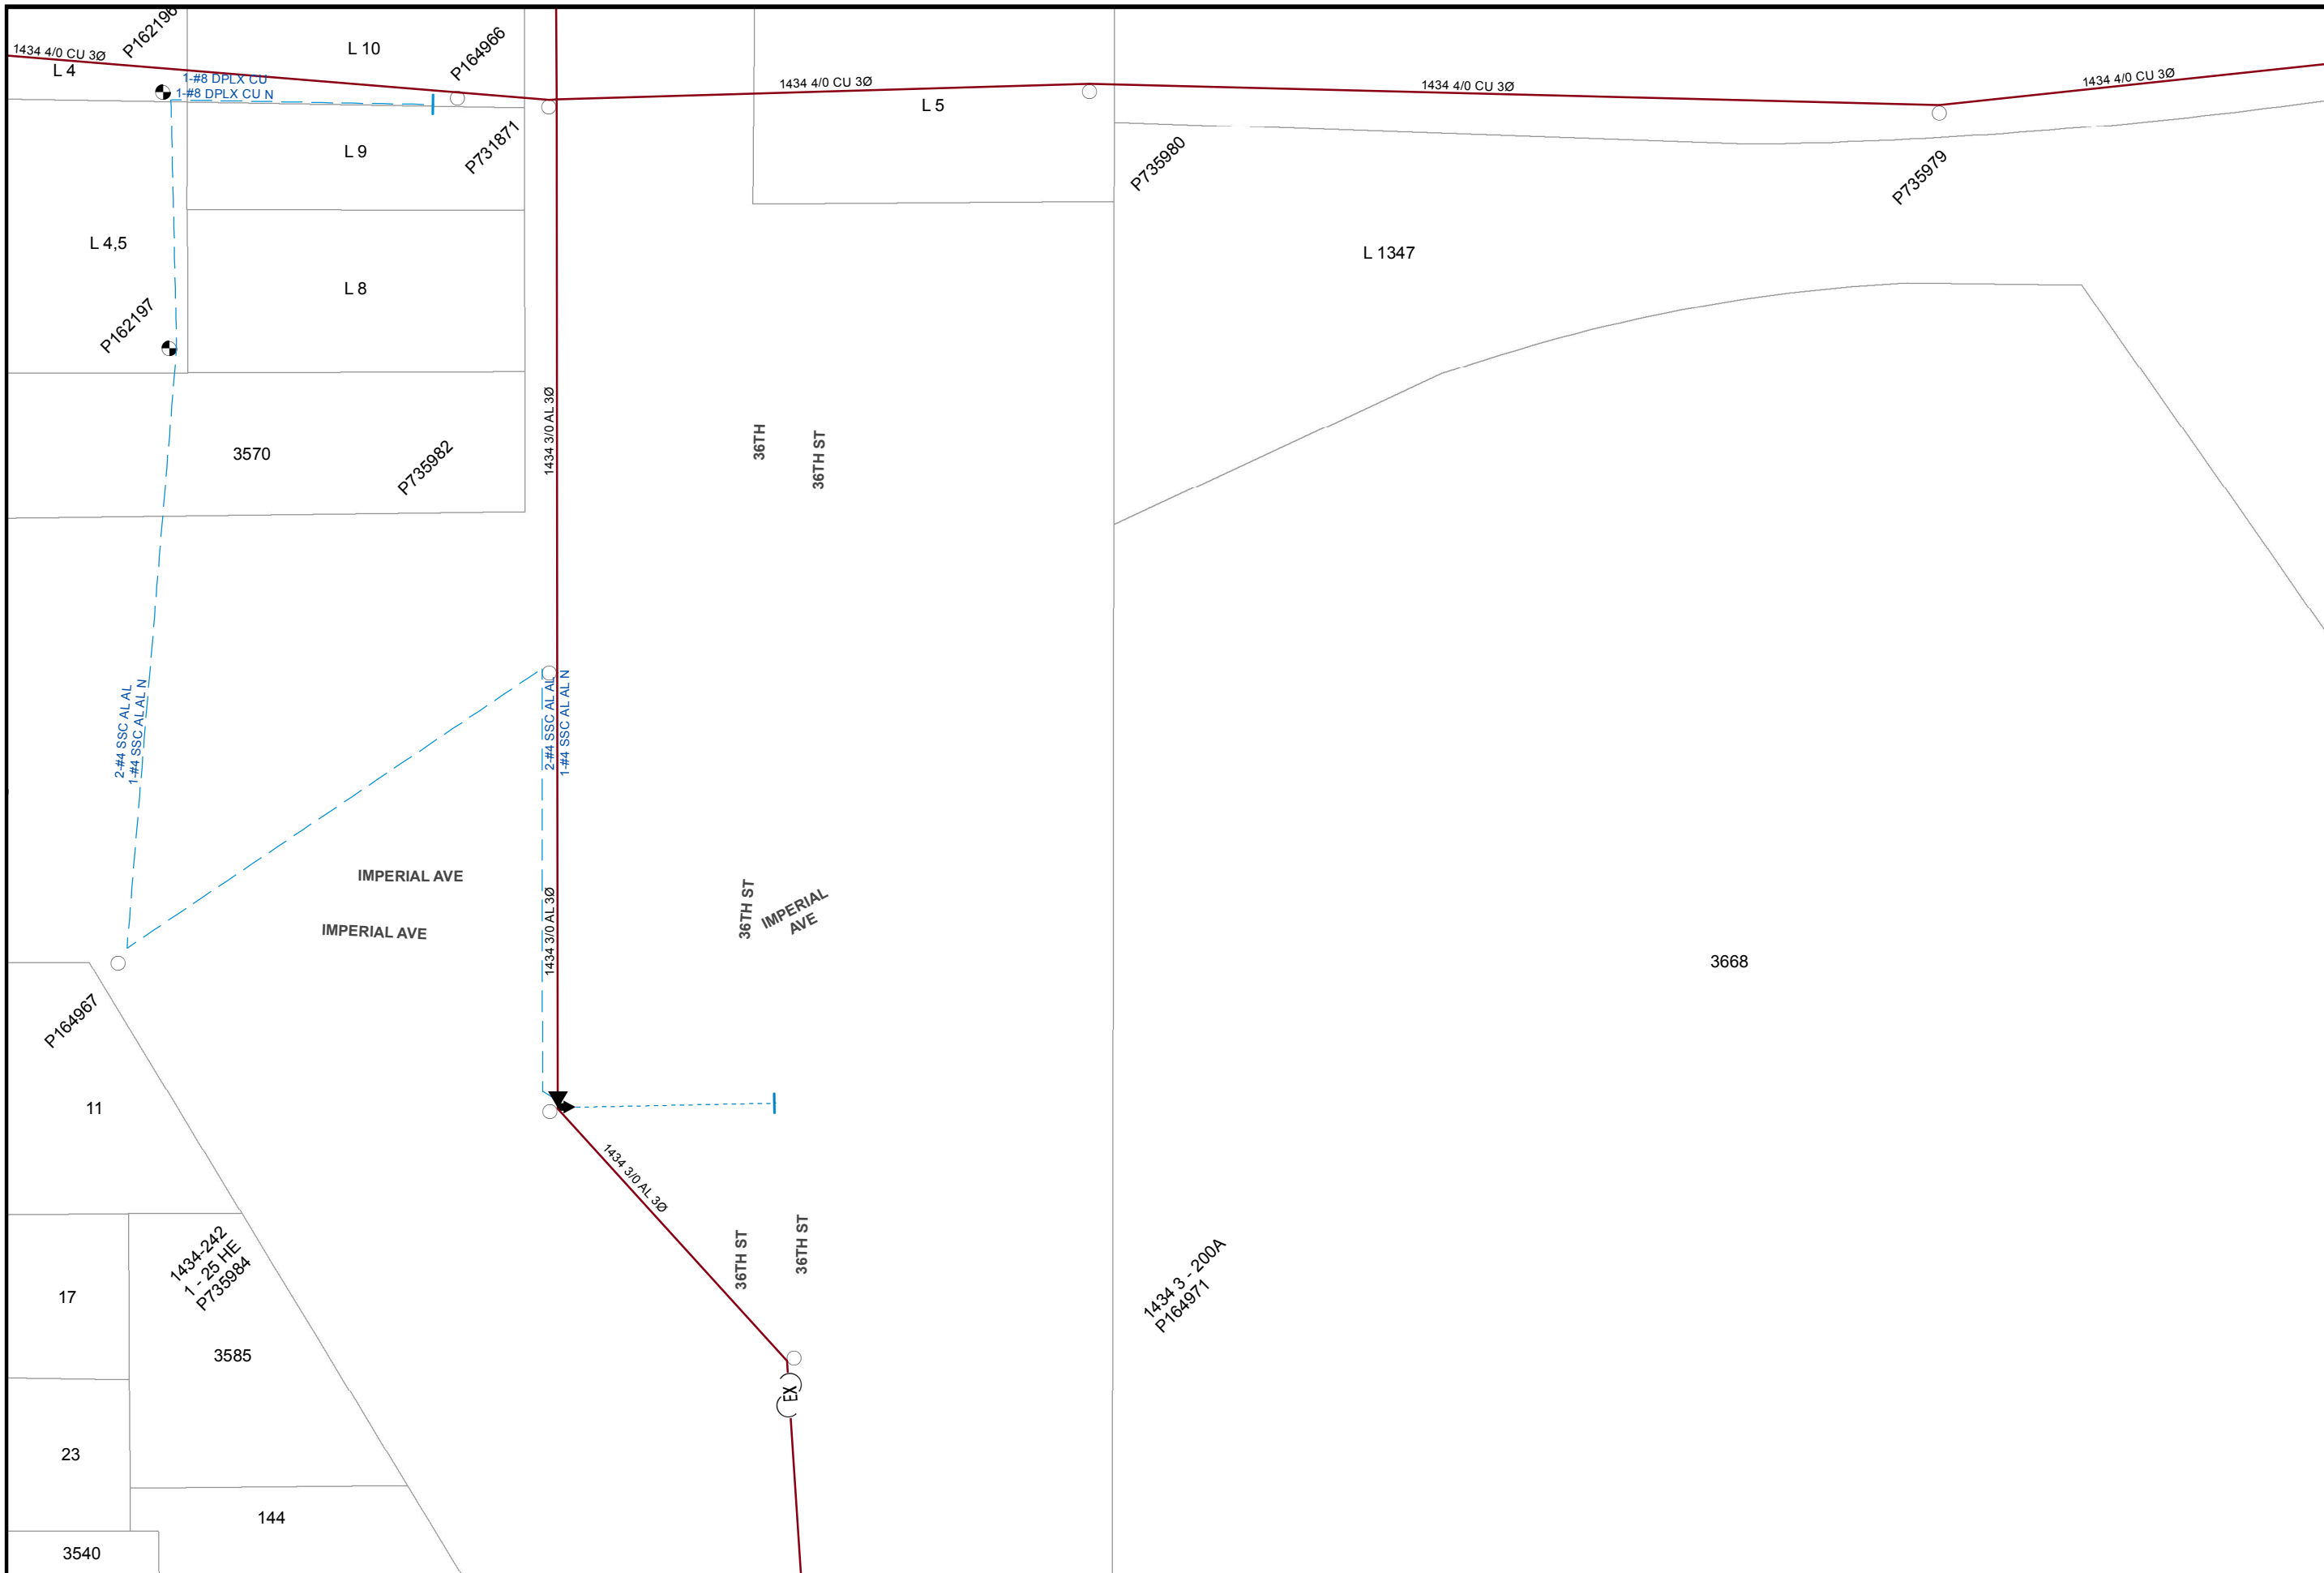 P162196
1434 4/0 CU 3Ø
L 4
L 10
P164966
1-#8 DPLX CU
1-#8 DPLX CU N
1434 4/0 CU 3Ø
L 5
1434 4/0 CU 3Ø
1434 4/0 CU 3Ø
L 9
P731871
P735980
P735979
L 4,5
L 8
L 1347
P162197
3570
P735982
1434 3/0 AL 3Ø
36TH
36TH ST
2-#4 SSC AL AL
1-#4 SSC AL AL N
2-#4 SSC AL AL
1-#4 SSC AL AL N
IMPERIAL AVE
IMPERIAL AVE
1434 3/0 AL 3Ø
36TH ST
IMPERIAL
AVE
3668
P164967
11
1434 3/0 AL 3Ø
1434-242
1 - 25 HE
P735984
36TH ST
36TH ST
1434 3 - 200A
P164971
17
3585
EX
23
144
3540